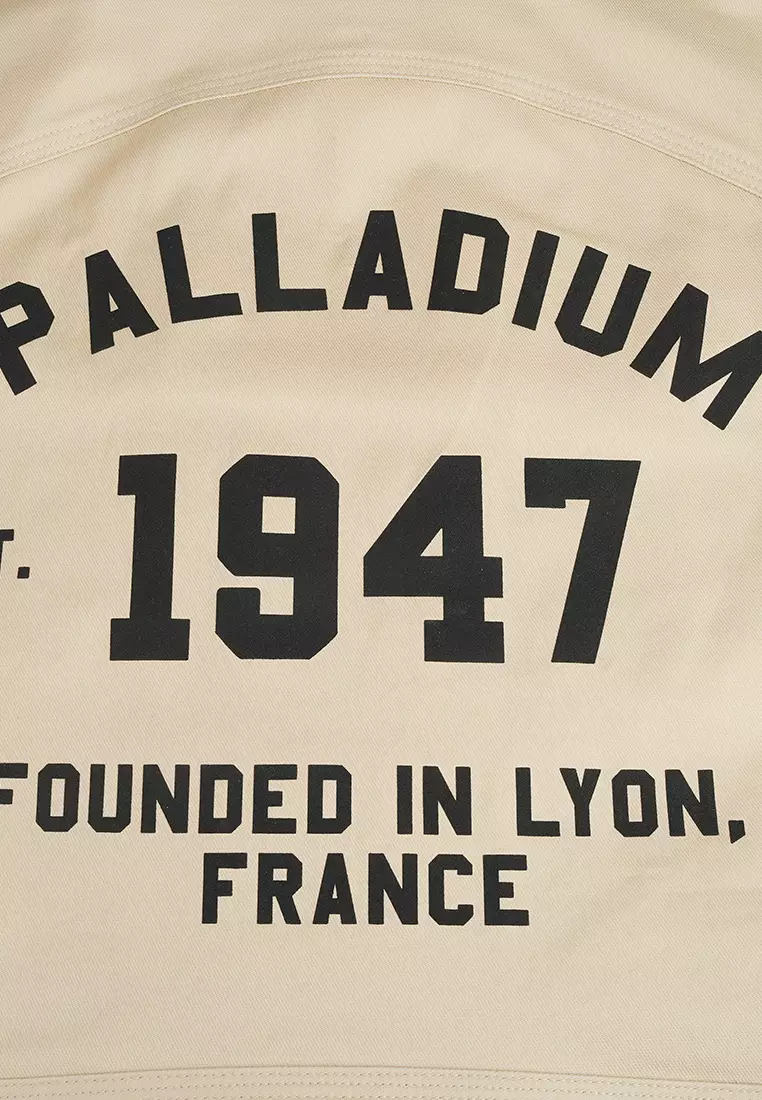 PALLADIUM
T. 1947
FOUNDED IN LYON,
FRANCE